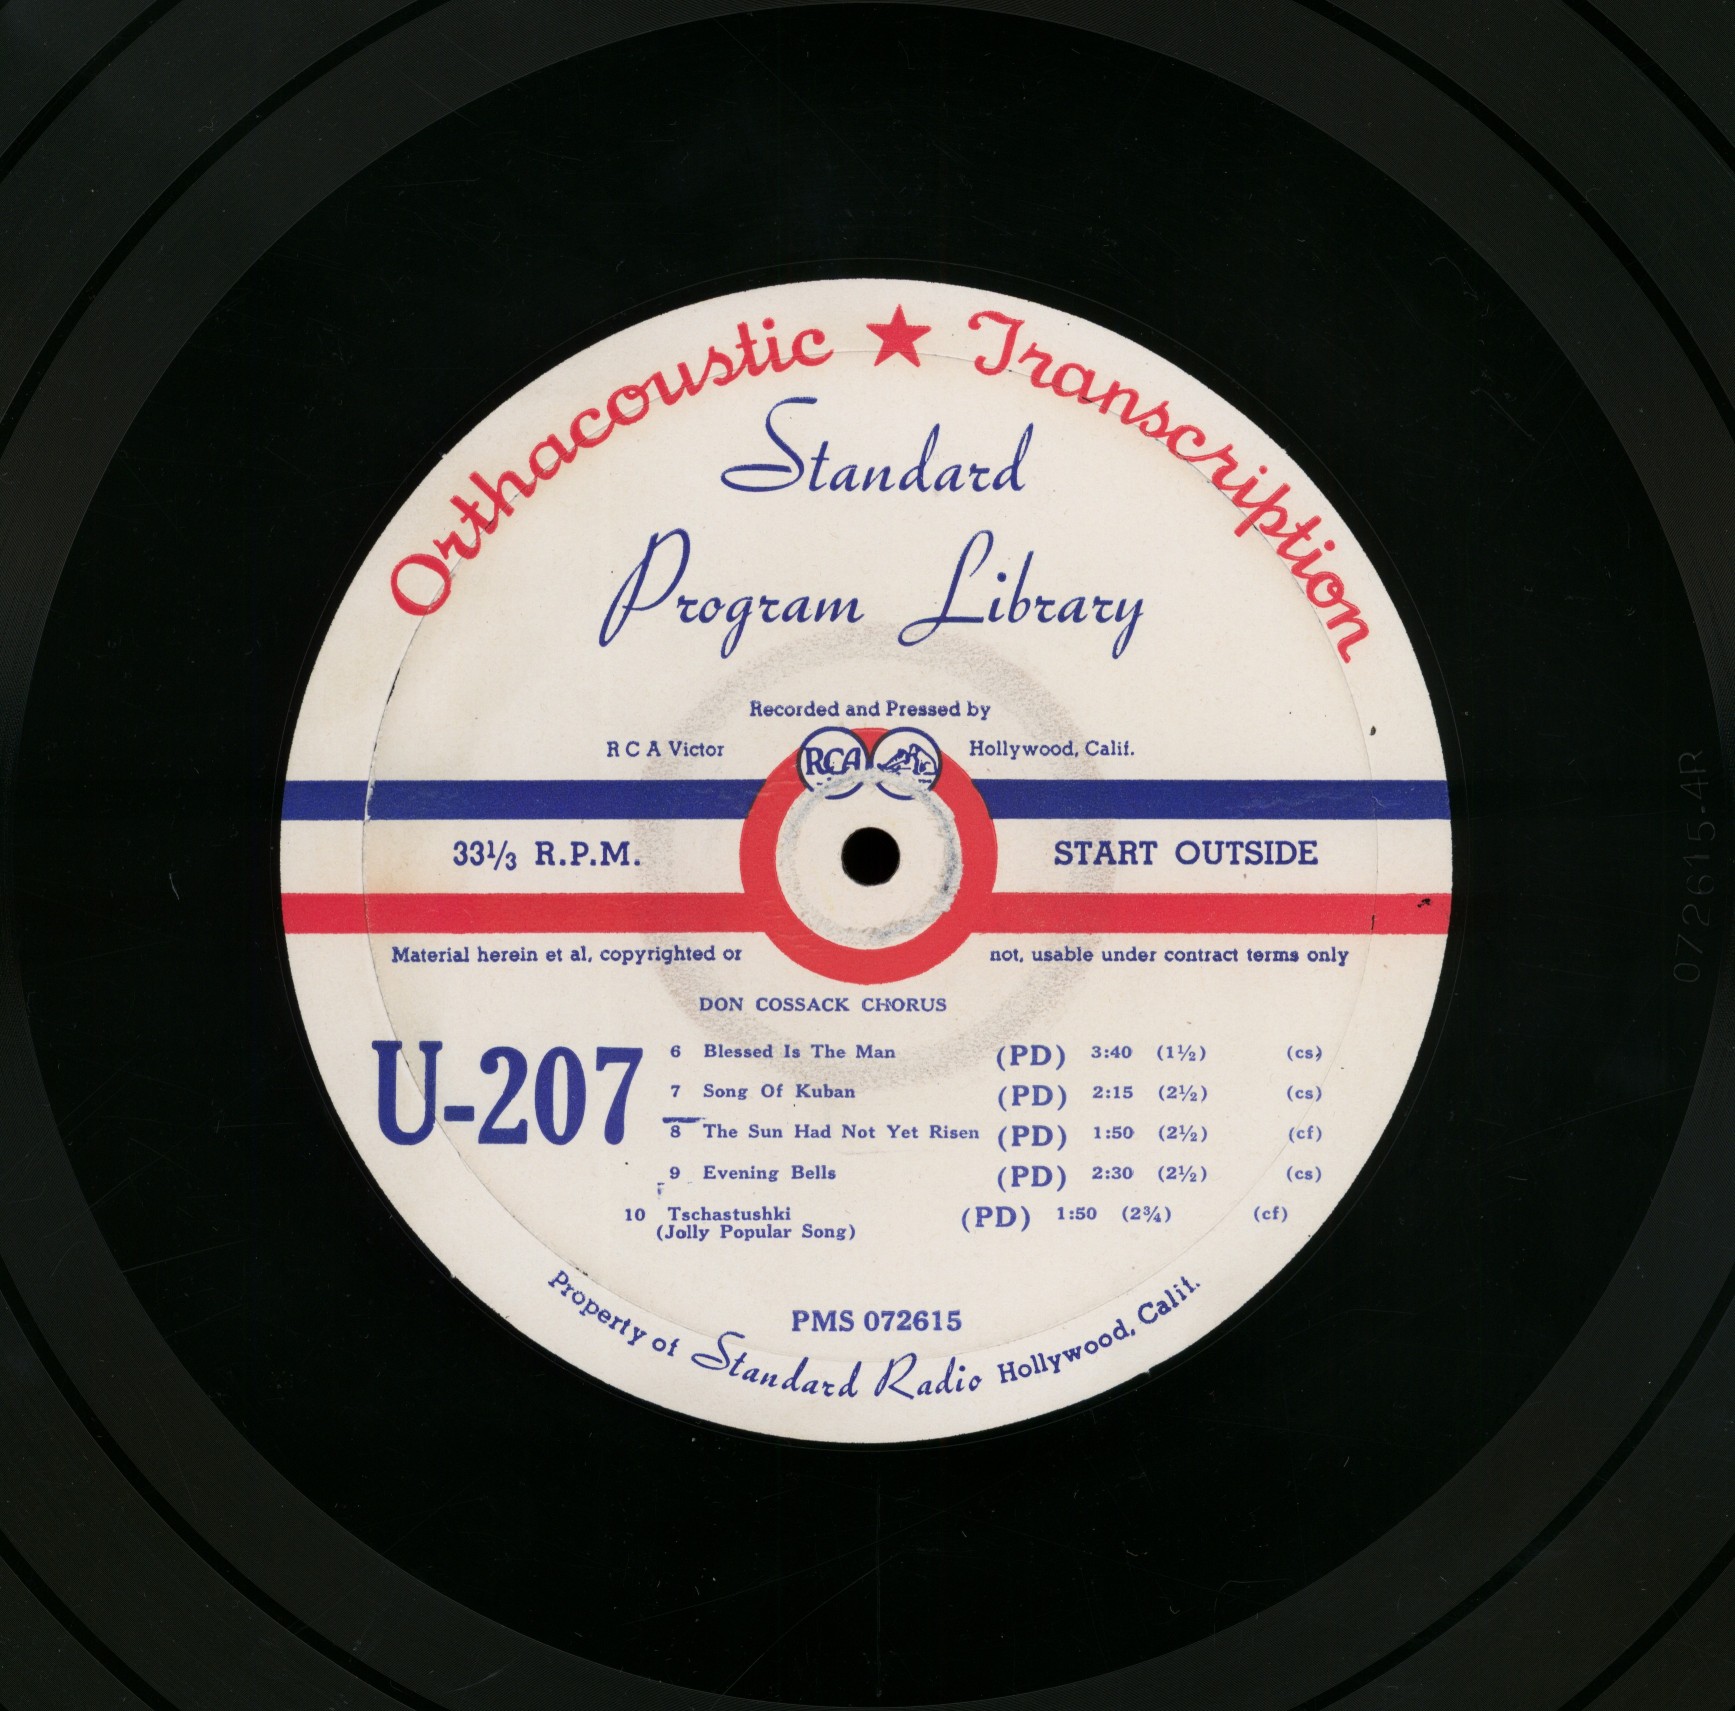 Orthacoustic ★ Transcription
Standard
Program Library
Recorded and Pressed by
R C A Victor RCA Hollywood, Calif.
33⅓ R.P.M. START OUTSIDE
Material herein et al, copyrighted or not, usable under contract terms only
DON COSSACK CHORUS
U-207
6 Blessed Is The Man (PD) 3:40 (1½) (cs)
7 Song Of Kuban (PD) 2:15 (2½) (cs)
8 The Sun Had Not Yet Risen (PD) 1:50 (2½) (cf)
9 Evening Bells (PD) 2:30 (2½) (cs)
10 Tschastushki (PD) 1:50 (2¾) (cf)
(Jolly Popular Song)
PMS 072615
Property of Standard Radio Hollywood, Calif.
072615-4R